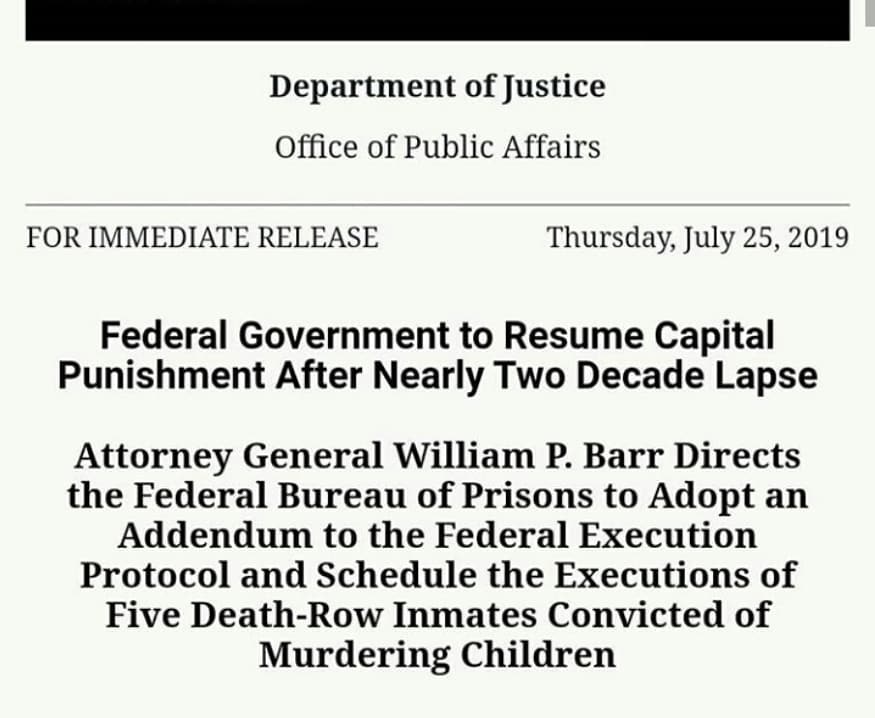 Department of Justice
Office of Public Affairs
FOR IMMEDIATE RELEASE Thursday, July 25, 2019
Federal Government to Resume Capital
Punishment After Nearly Two Decade Lapse
Attorney General William P. Barr Directs
the Federal Bureau of Prisons to Adopt an
Addendum to the Federal Execution
Protocol and Schedule the Executions of
Five Death-Row Inmates Convicted of
Murdering Children